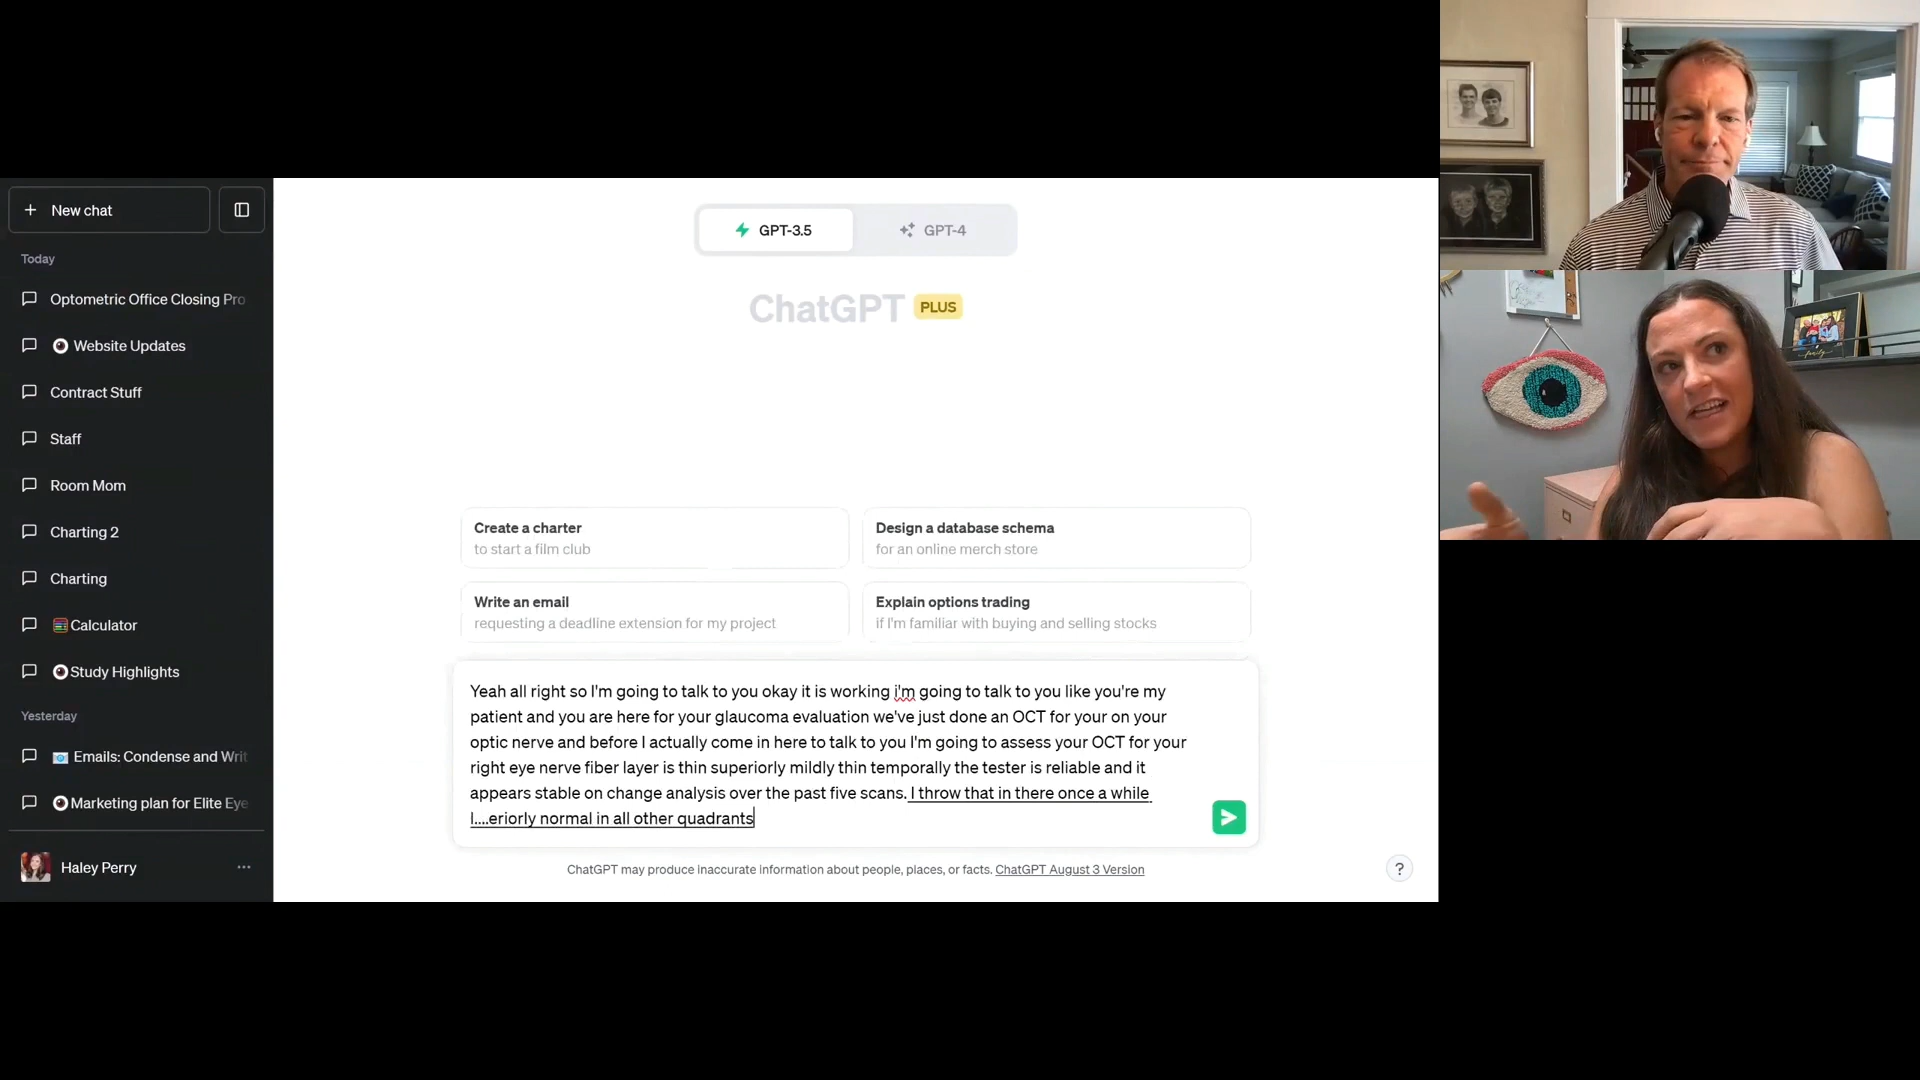 New chat
Today
Optometric Office Closing Pro
Website Updates
Contract Stuff
Staff
Room Mom
Charting 2
Charting
Calculator
Study Highlights
Yesterday
Emails: Condense and Writ
Marketing plan for Elite Eye
Haley Perry
GPT-3.5
GPT-4
ChatGPT PLUS
Create a charter
to start a film club
Design a database schema
for an online merch store
Write an email
requesting a deadline extension for my project
Explain options trading
if I'm familiar with buying and selling stocks
Yeah all right so I'm going to talk to you okay it is working i'm going to talk to you like you're my
patient and you are here for your glaucoma evaluation we've just done an OCT for your on your
optic nerve and before I actually come in here to talk to you I'm going to assess your OCT for your
right eye nerve fiber layer is thin superiorly mildly thin temporally the tester is reliable and it
appears stable on change analysis over the past five scans. I throw that in there once a while
I....eriorly normal in all other quadrants
ChatGPT may produce inaccurate information about people, places, or facts. ChatGPT August 3 Version
?
family